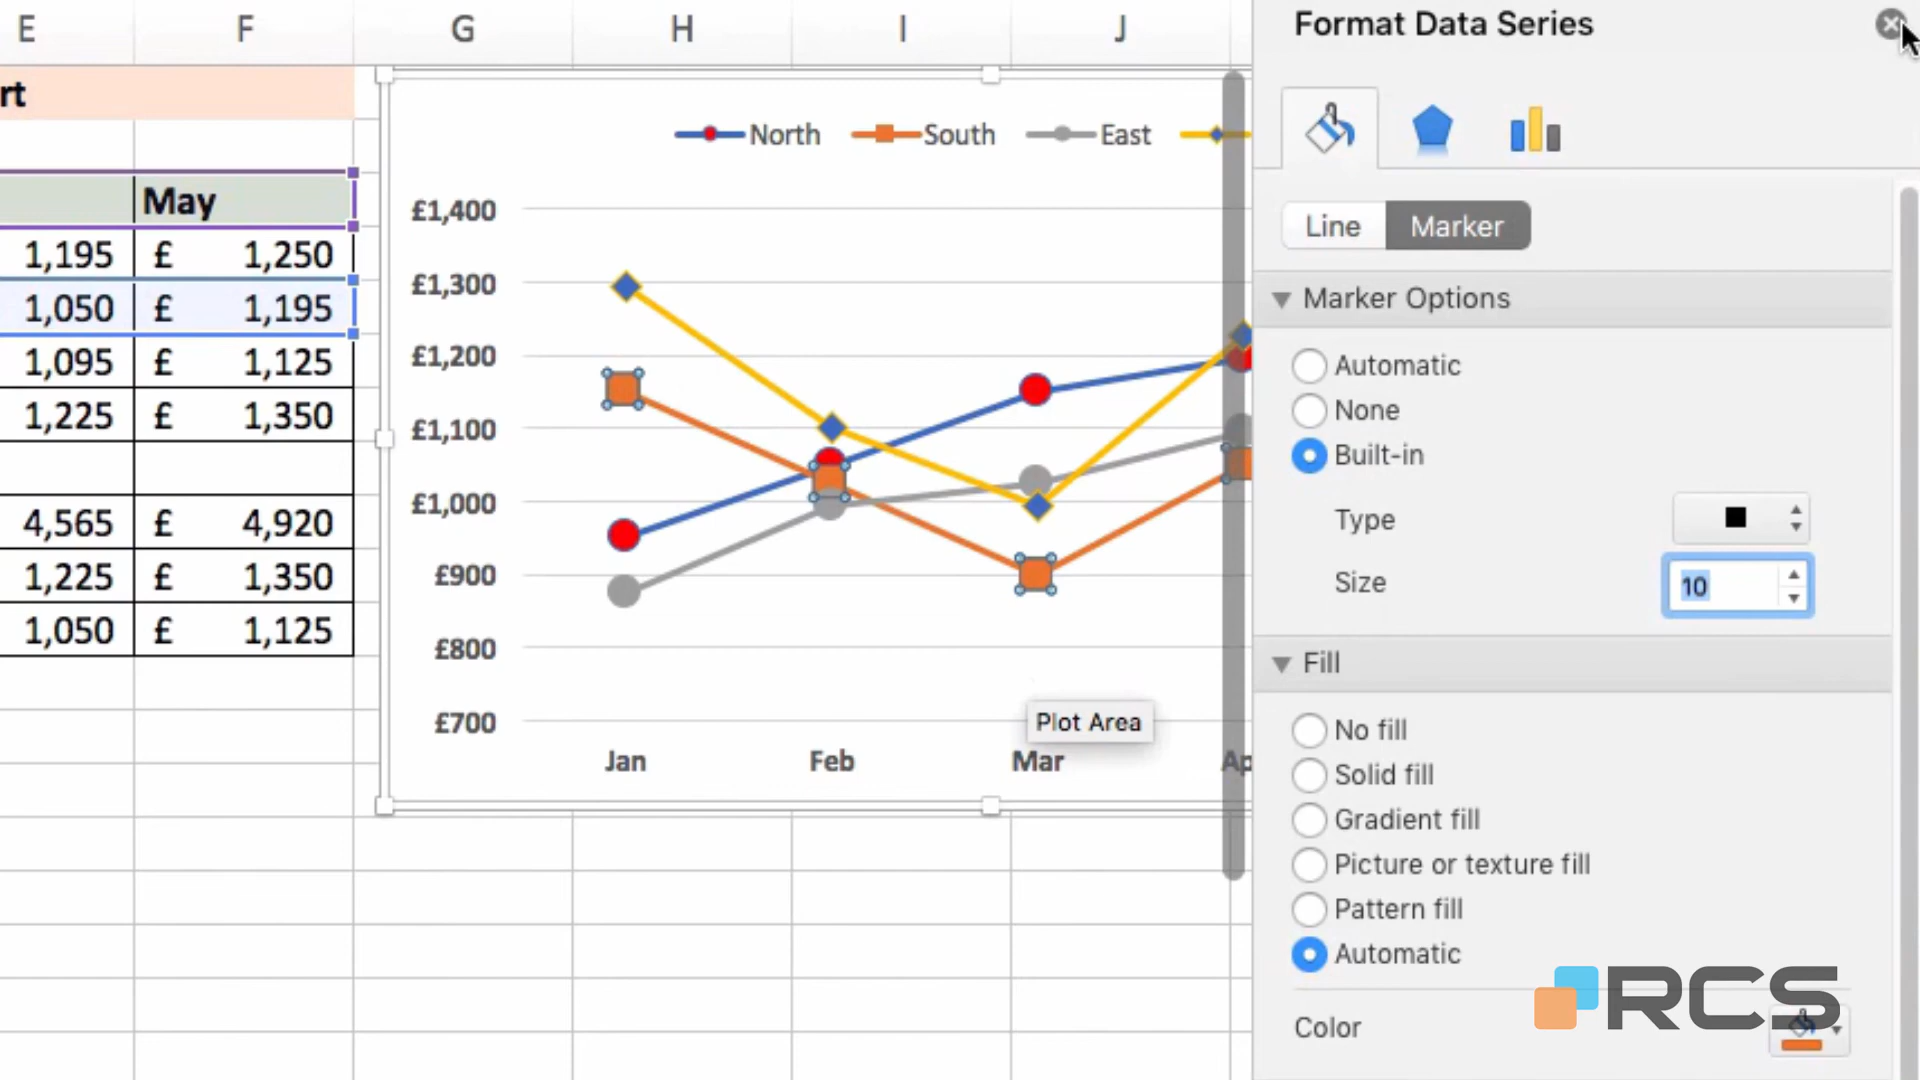 E F G H I J
rt
May
1,195 £ 1,250
1,050 £ 1,195
1,095 £ 1,125
1,225 £ 1,350
4,565 £ 4,920
1,225 £ 1,350
1,050 £ 1,125
North South East
£1,400
£1,300
£1,200
£1,100
£1,000
£900
£800
£700
Plot Area
Jan Feb Mar Ap
Format Data Series
Line Marker
Marker Options
Automatic
None
Built-in
Type
Size 10
Fill
No fill
Solid fill
Gradient fill
Picture or texture fill
Pattern fill
Automatic
Color
RCS